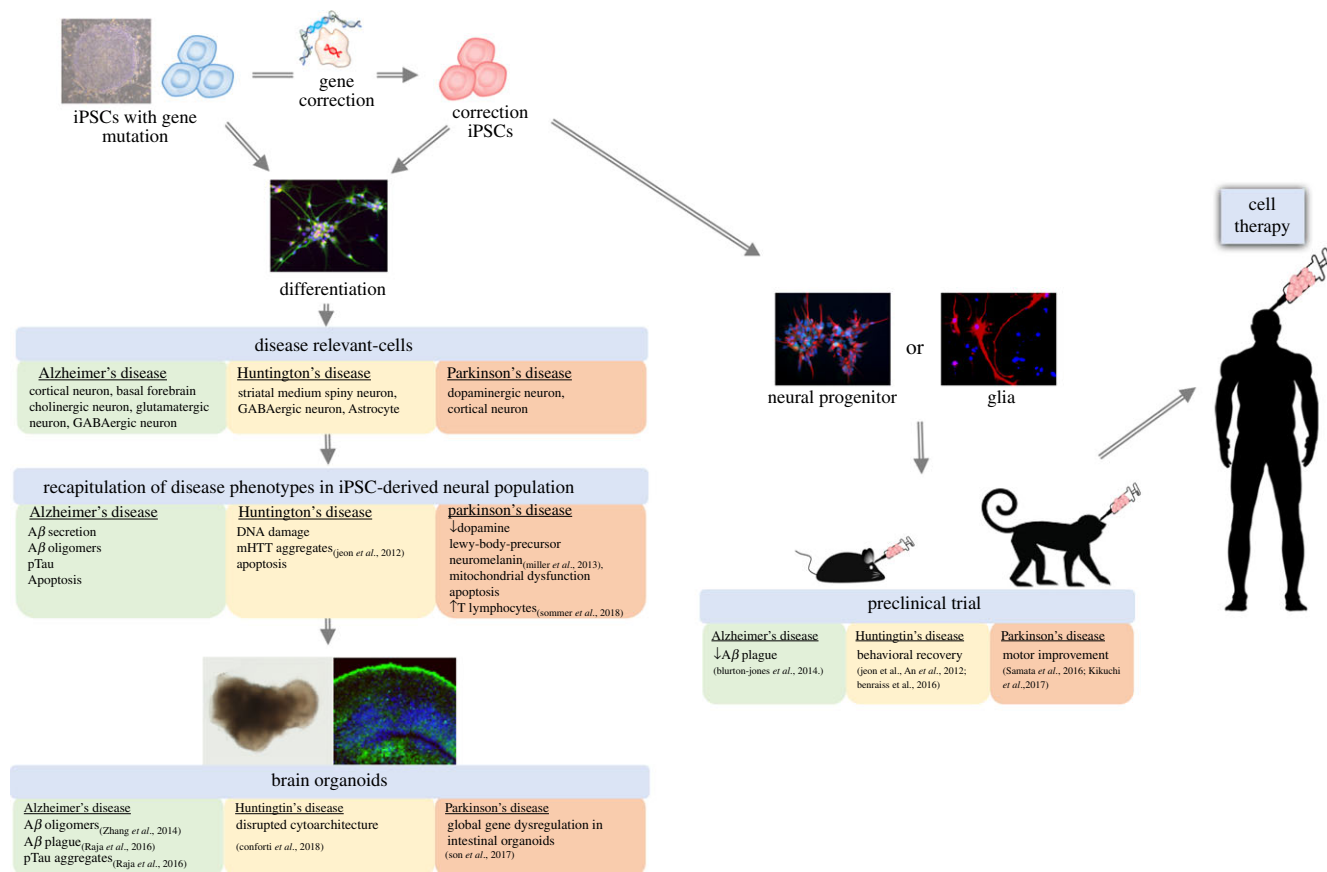 iPSCs with gene
mutation
gene
correction
correction
iPSCs
differentiation
disease relevant-cells
Alzheimer's disease
cortical neuron, basal forebrain
cholinergic neuron, glutamatergic
neuron, GABAergic neuron
Huntington's disease
striatal medium spiny neuron,
GABAergic neuron, Astrocyte
Parkinson's disease
dopaminergic neuron,
cortical neuron
recapitulation of disease phenotypes in iPSC-derived neural population
Alzheimer's disease
Aβ secretion
Aβ oligomers
pTau
Apoptosis
Huntington's disease
DNA damage
mHTT aggregates(jeon et al., 2012)
apoptosis
parkinson's disease
↓dopamine
lewy-body-precursor
neuromelanin(miller et al., 2013),
mitochondrial dysfunction
apoptosis
↑T lymphocytes(sommer et al., 2018)
brain organoids
Alzheimer's disease
Aβ oligomers(Zhang et al., 2014)
Aβ plague(Raja et al., 2016)
pTau aggregates(Raja et al., 2016)
Huntingtin's disease
disrupted cytoarchitecture
(conforti et al., 2018)
Parkinson's disease
global gene dysregulation in
intestinal organoids
(son et al., 2017)
neural progenitor
or
glia
preclinical trial
Alzheimer's disease
↓Aβ plague
(blurton-jones et al., 2014.)
Huntingtin's disease
behavioral recovery
(jeon et al., An et al., 2012;
benraiss et al., 2016)
Parkinson's disease
motor improvement
(Samata et al., 2016; Kikuchi
et al.,2017)
cell
therapy